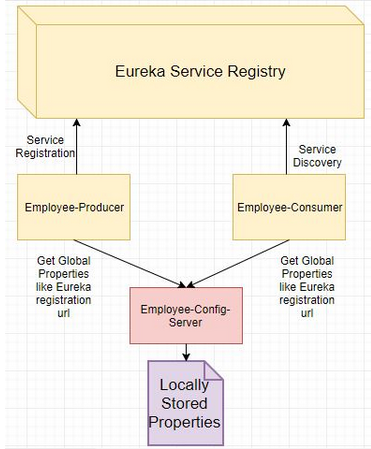 Eureka Service Registry
Service
Registration
Service
Discovery
Employee-Producer
Employee-Consumer
Get Global
Properties
like Eureka
registration
url
Get Global
Properties
like Eureka
registration
url
Employee-Config-
Server
Locally
Stored
Properties